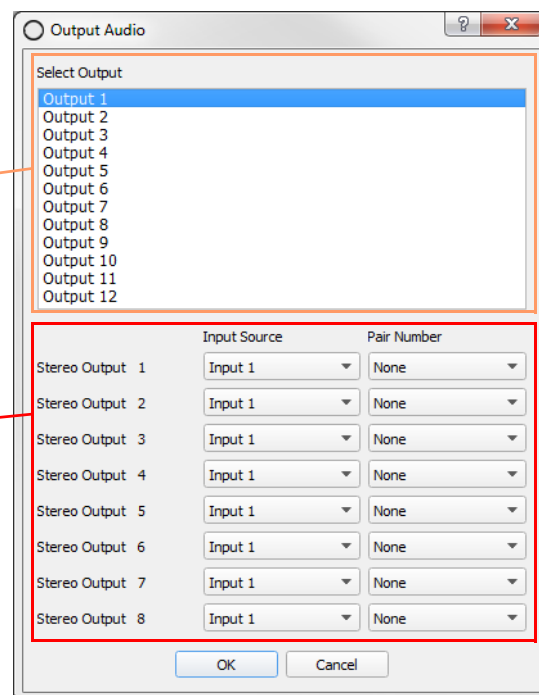 Output Audio
?
Select Output
Output 1
Output 2
Output 3
Output 4
Output 5
Output 6
Output 7
Output 8
Output 9
Output 10
Output 11
Output 12
Input Source Pair Number
Stereo Output 1 Input 1 None
Stereo Output 2 Input 1 None
Stereo Output 3 Input 1 None
Stereo Output 4 Input 1 None
Stereo Output 5 Input 1 None
Stereo Output 6 Input 1 None
Stereo Output 7 Input 1 None
Stereo Output 8 Input 1 None
OK Cancel